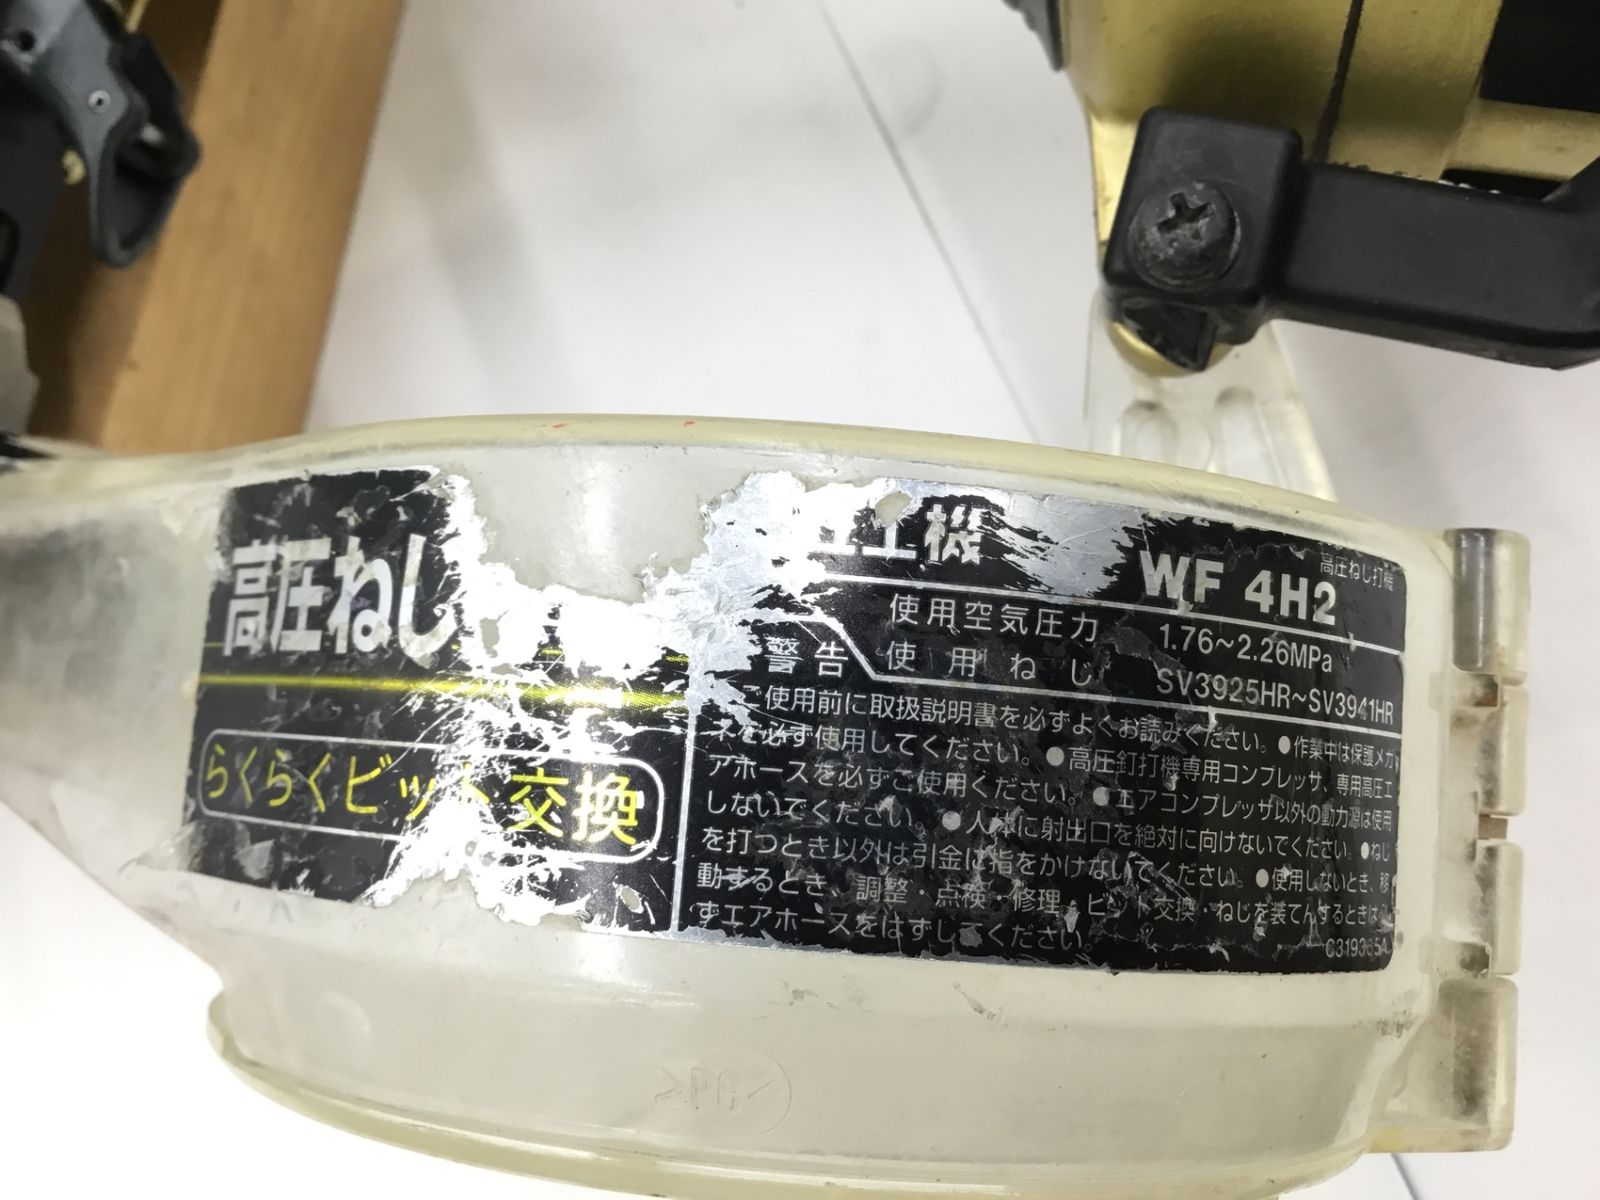 高圧ねじ
らくらくビット交換
工機
高圧ねじ打機
WF 4H2
使用空気圧力 1.76～2.26MPa
警告 使用ねじ SV3925HR～SV3941HR
ご使用前に取扱説明書を必ずよくお読みください。●作業中は保護メガ
ネを必ず使用してください。●高圧釘打機専用コンプレッサ、専用高圧エ
アホースを必ずご使用ください。●エアコンプレッサ以外の動力源は使用
しないでください。●人体に射出口を絶対に向けないでください。●ねじ
を打つとき以外は引金に指をかけないでください。●使用しないとき、移
動するとき、調整・点検・修理、ビット交換・ねじを装てんするときは
ずエアホースをはずしてください。
C319365A